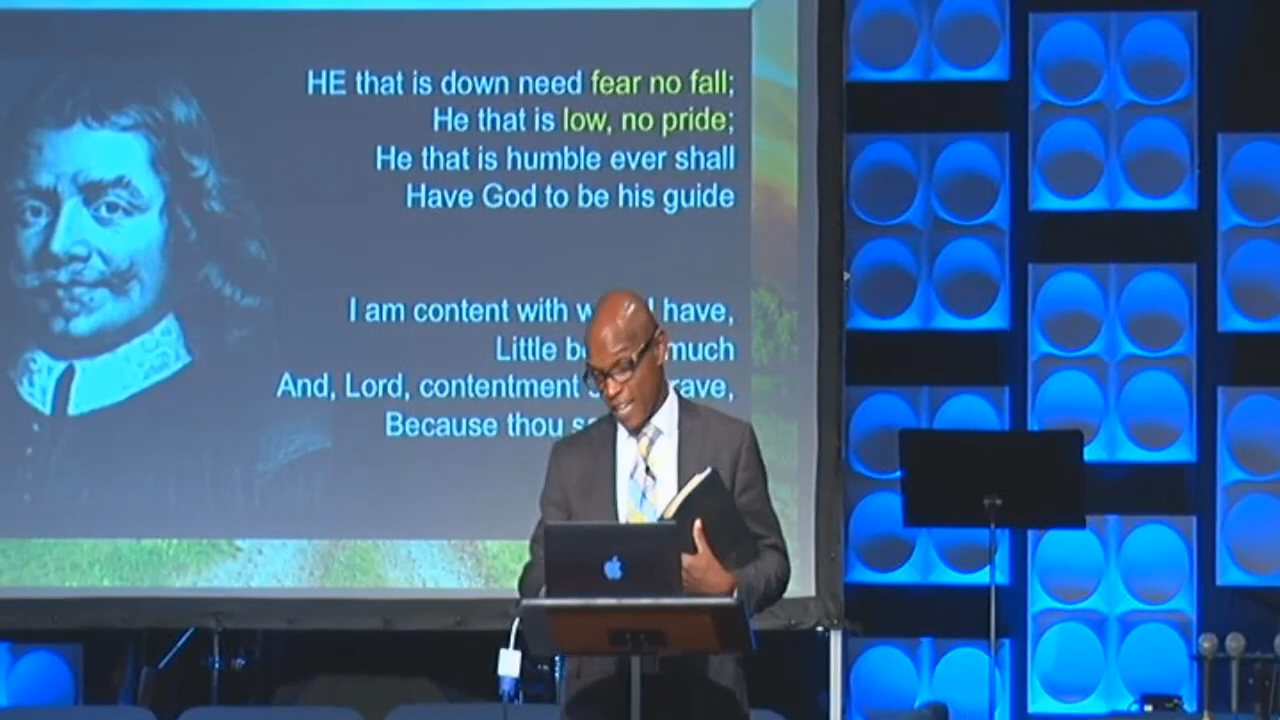 HE that is down need fear no fall;
He that is low, no pride;
He that is humble ever shall
Have God to be his guide
I am content with have,
Little much
And, Lord, contentment
Because thou